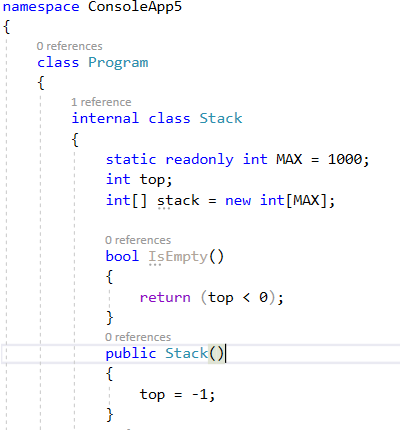 namespace ConsoleApp5
{
0 references
class Program
{
1 reference
internal class Stack
{
static readonly int MAX = 1000;
int top;
int[] stack = new int[MAX];
0 references
bool IsEmpty()
{
return (top < 0);
}
0 references
public Stack()
{
top = -1;
}